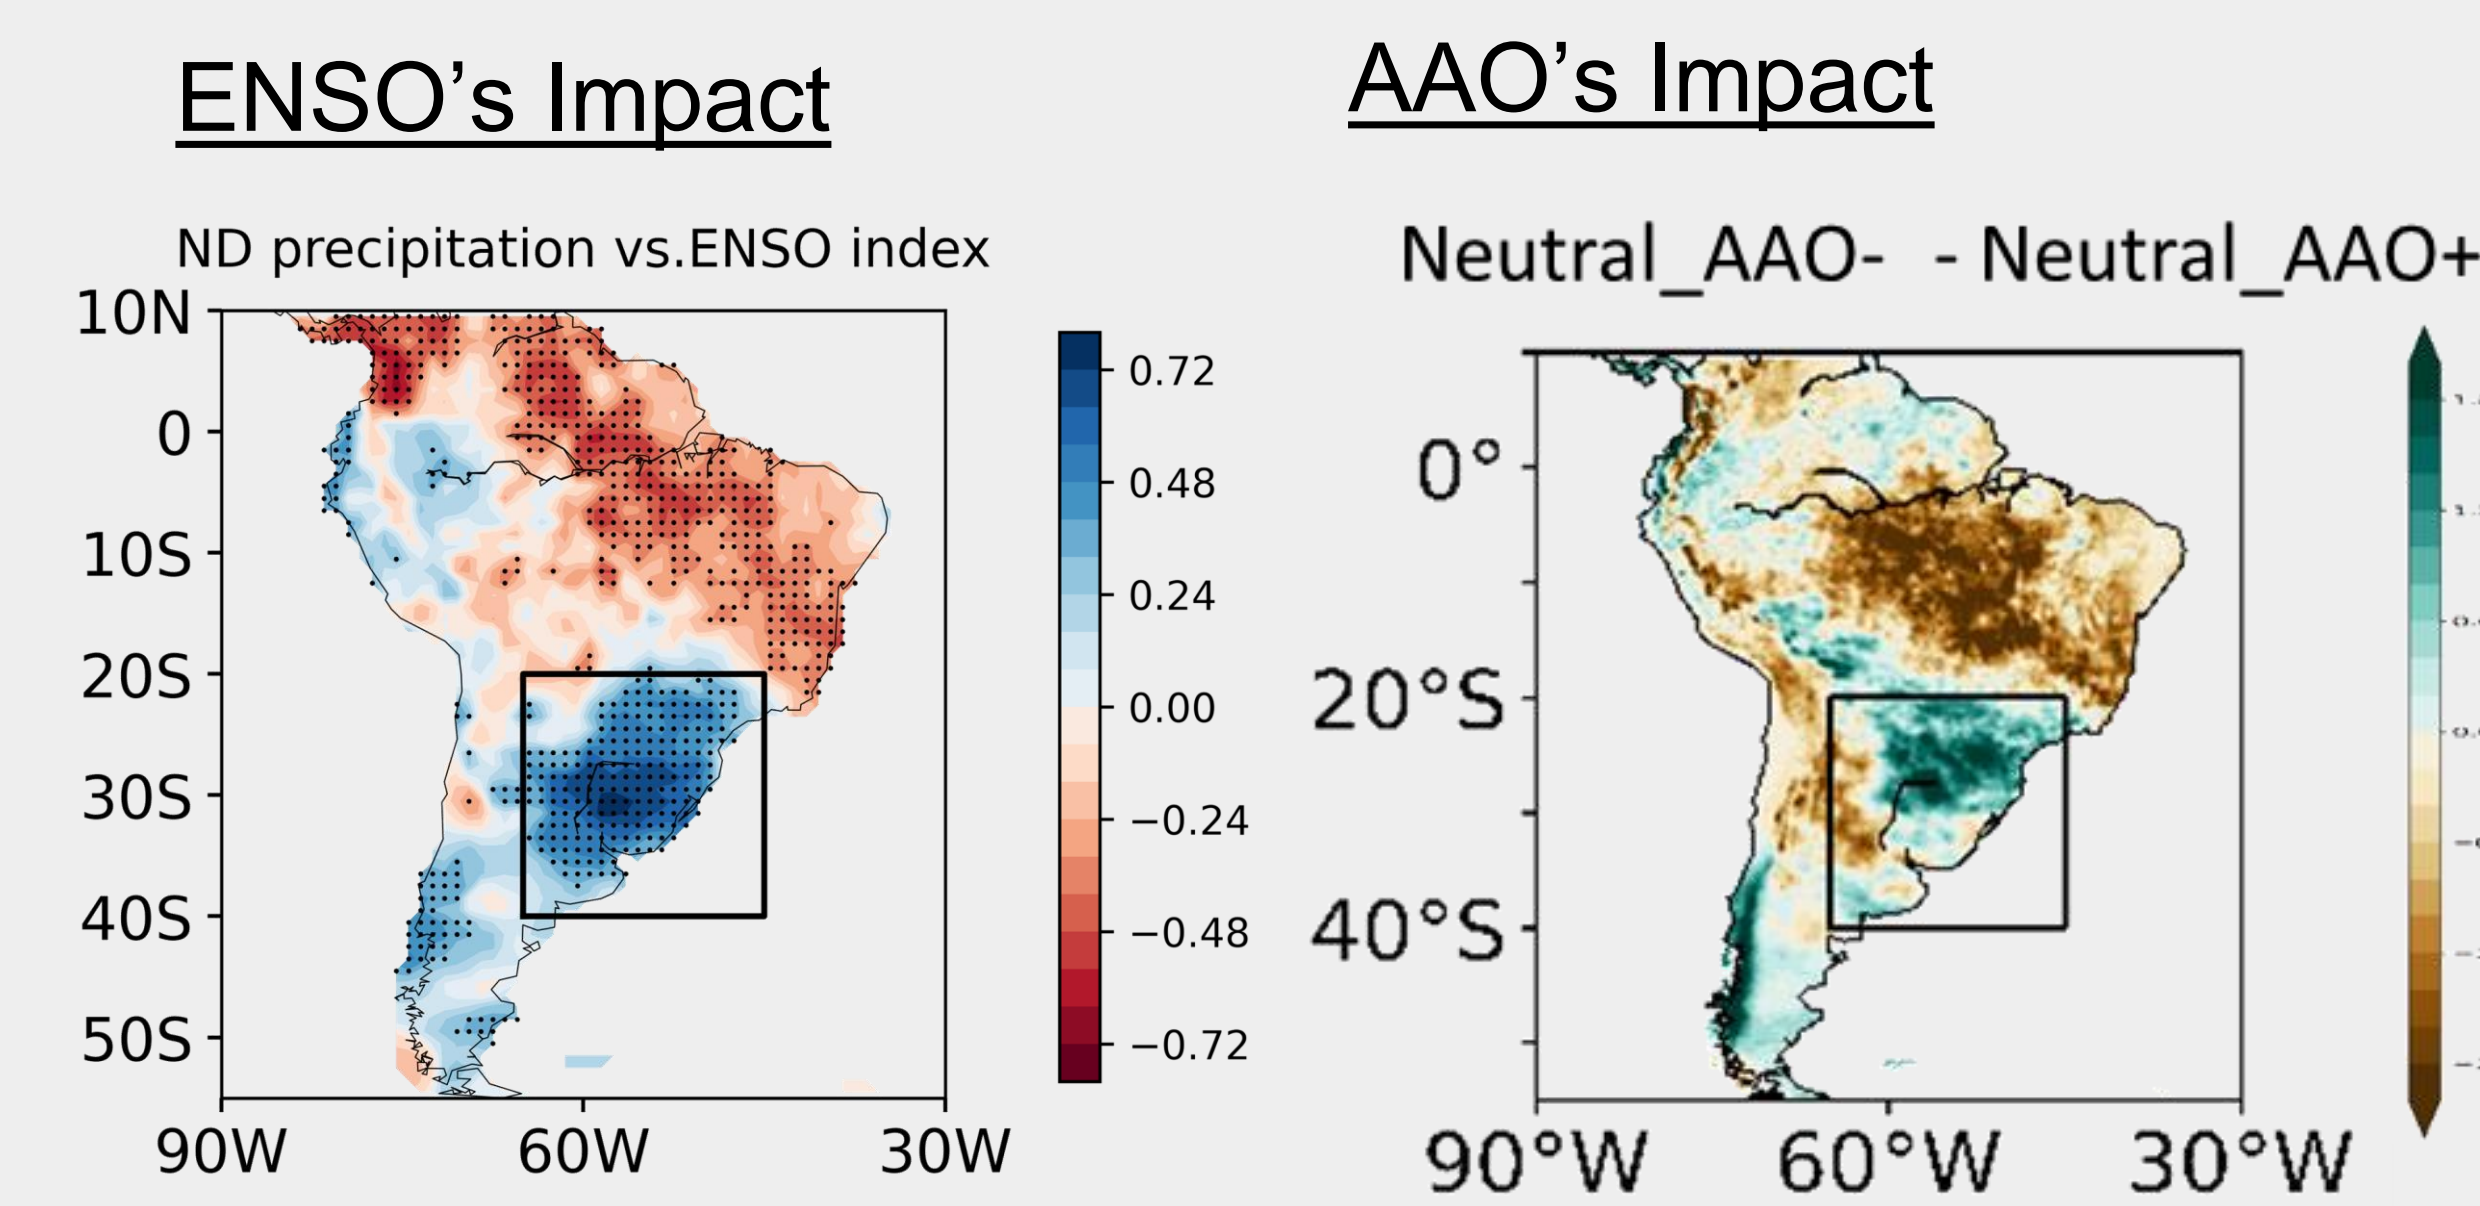 ENSO's Impact
AAO's Impact
ND precipitation vs.ENSO index
Neutral_AAO-  - Neutral_AAO+
10N
0
10S
20S
30S
40S
50S
90W
60W
30W
0.72
0.48
0.24
0.00
−0.24
−0.48
−0.72
0°
20°S
40°S
90°W
60°W
30°W